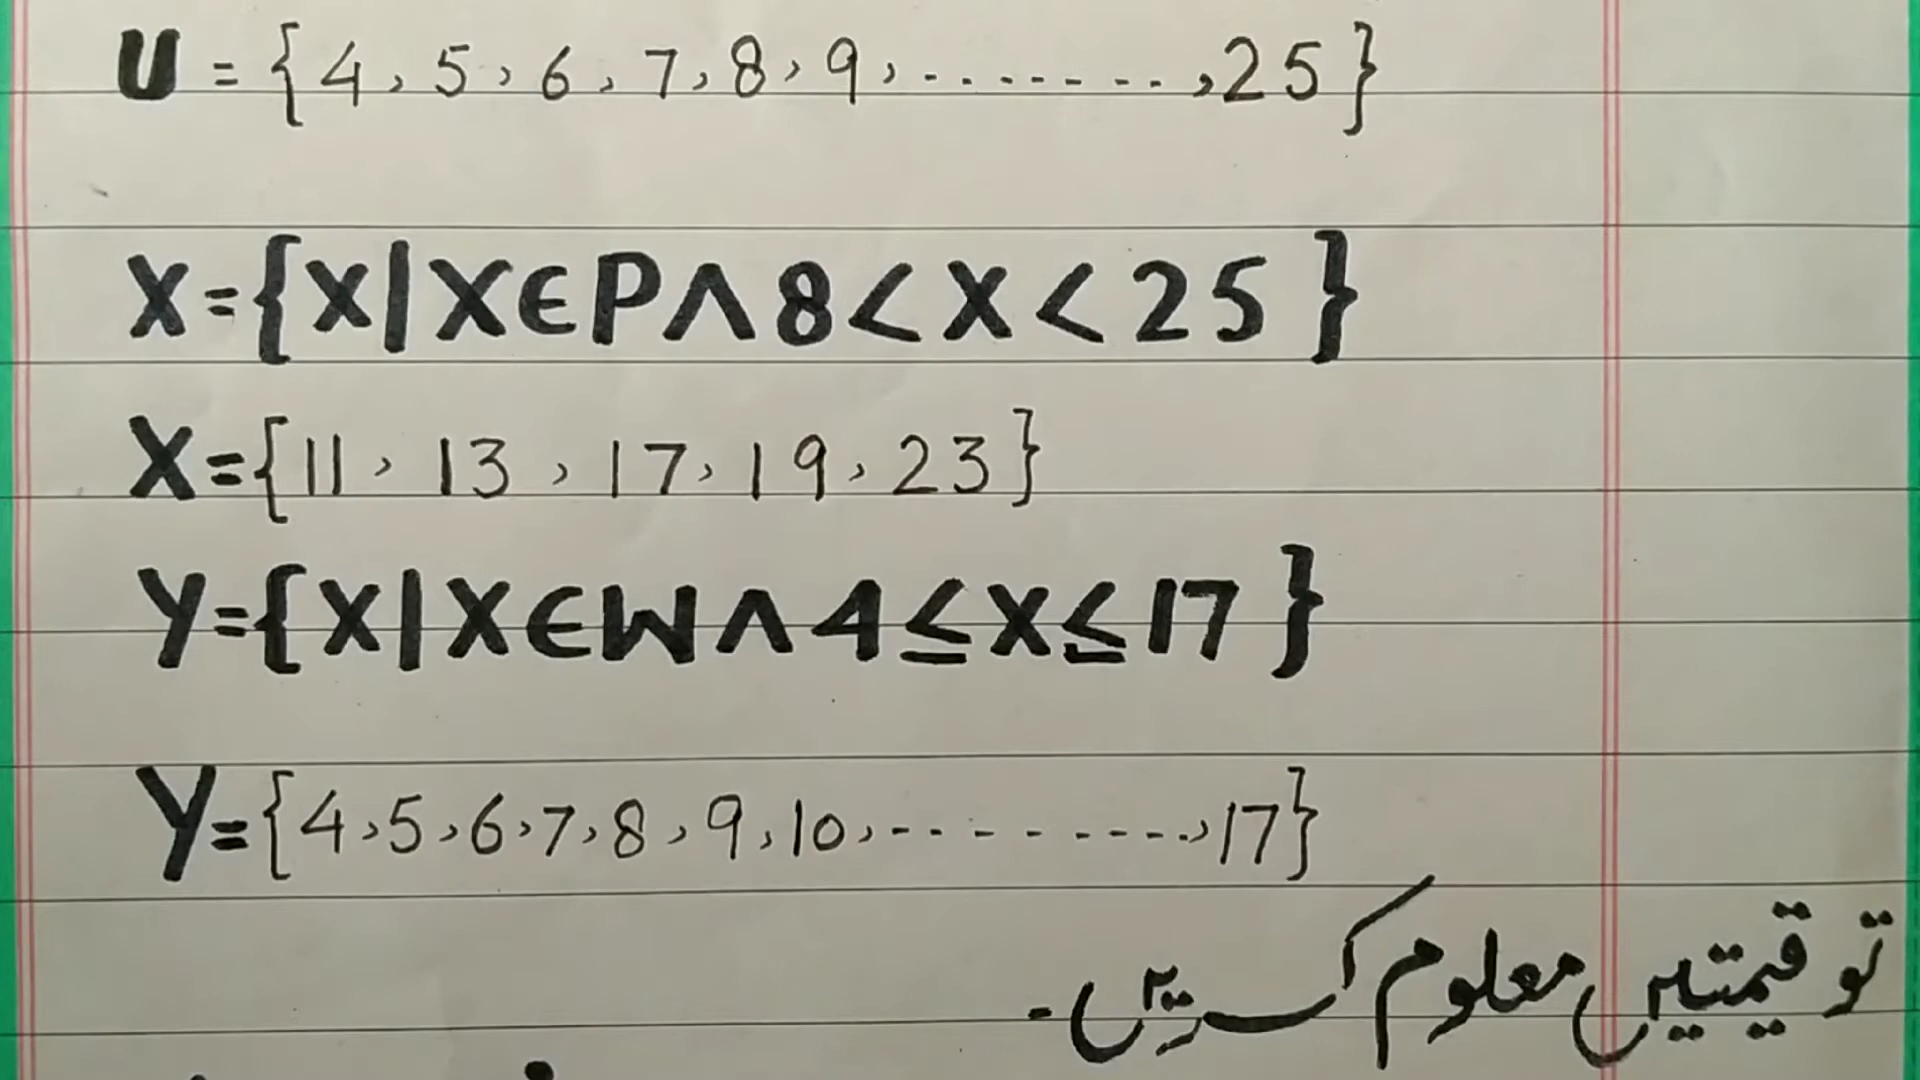 U = {4, 5, 6, 7, 8, 9, ........, 25}
X={X|X∈P∧8<X<25}
X={11, 13, 17, 19, 23}
Y={X|X∈W∧4≤X≤17}
Y={4,5,6,7,8,9,10,---------,17}
تو قیمتیں معلوم کریں۔